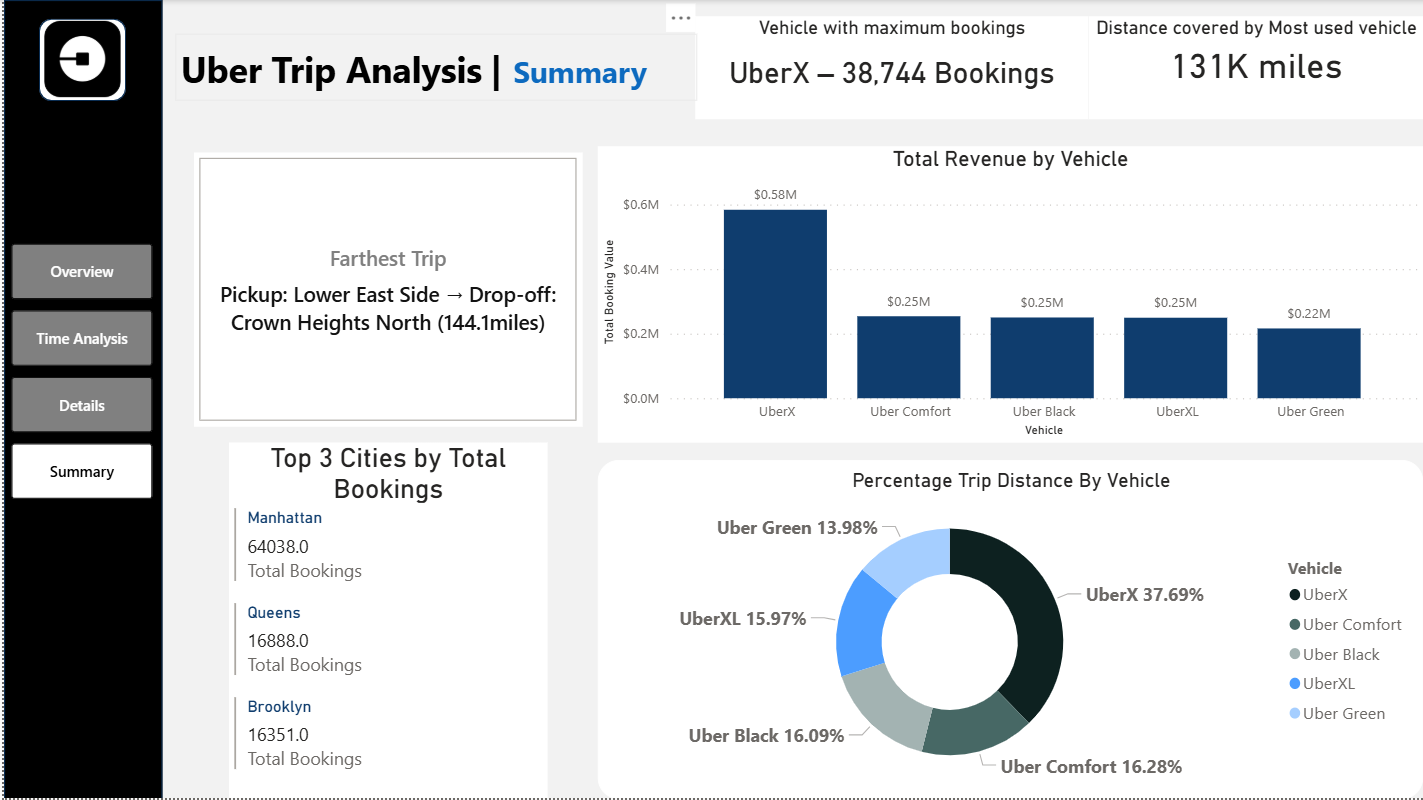 Uber Trip Analysis | Summary
Vehicle with maximum bookings
UberX – 38,744 Bookings
Distance covered by Most used vehicle
131K miles
Overview
Time Analysis
Details
Summary
Farthest Trip
Pickup: Lower East Side → Drop-off:
Crown Heights North (144.1miles)
Total Revenue by Vehicle
Total Booking Value
$0.6M
$0.4M
$0.2M
$0.0M
$0.58M
$0.25M
$0.25M
$0.25M
$0.22M
UberX
Uber Comfort
Uber Black
UberXL
Uber Green
Vehicle
Top 3 Cities by Total
Bookings
Manhattan
64038.0
Total Bookings
Queens
16888.0
Total Bookings
Brooklyn
16351.0
Total Bookings
Percentage Trip Distance By Vehicle
Uber Green 13.98%
UberX 37.69%
UberXL 15.97%
Uber Black 16.09%
Uber Comfort 16.28%
Vehicle
UberX
Uber Comfort
Uber Black
UberXL
Uber Green